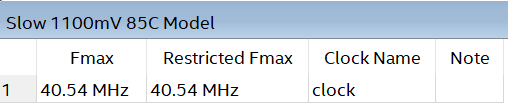 Slow 1100mV 85C Model
Fmax Restricted Fmax Clock Name Note
1 40.54 MHz 40.54 MHz clock